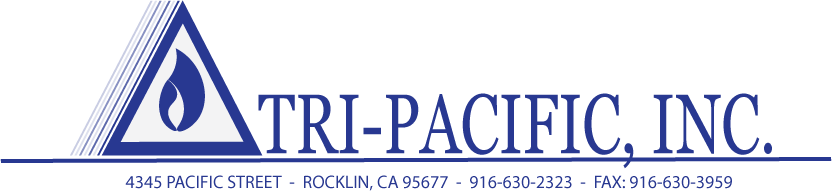 TRI-PACIFIC, INC.
4345 PACIFIC STREET - ROCKLIN, CA 95677 - 916-630-2323 - FAX: 916-630-3959